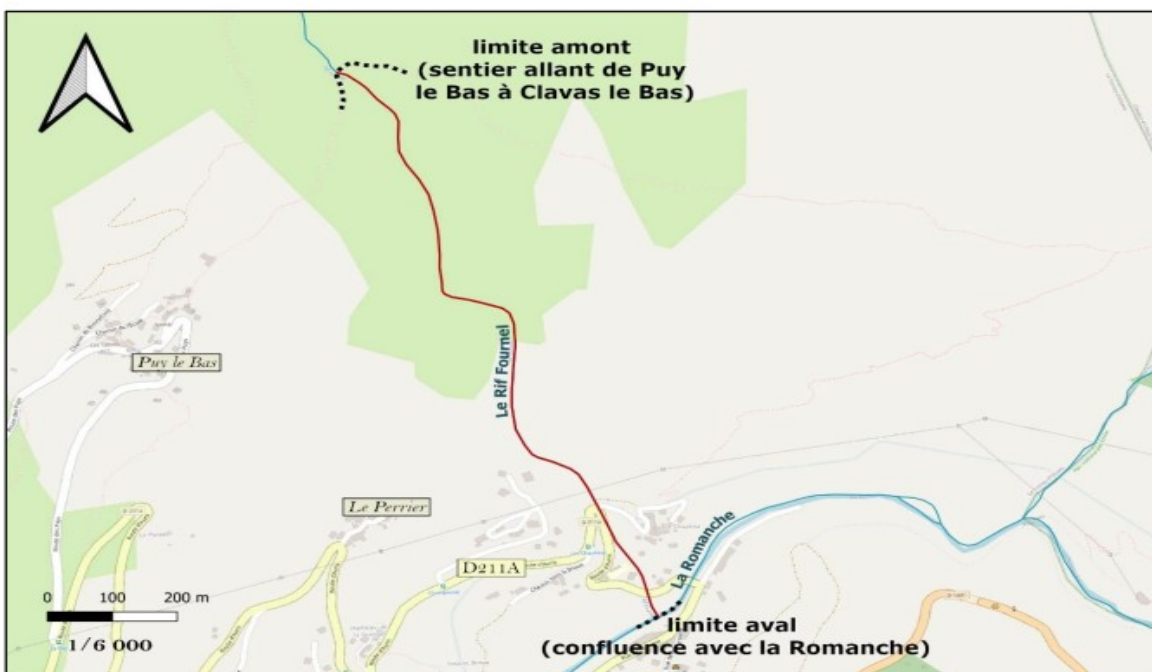 limite amont
(sentier allant de Puy
le Bas à Clavas le Bas)
Puy le Bas
Le Rif Fournel
Le Perrier
D211A
La Romanche
0 100 200 m
1/6 000
limite aval
(confluence avec la Romanche)